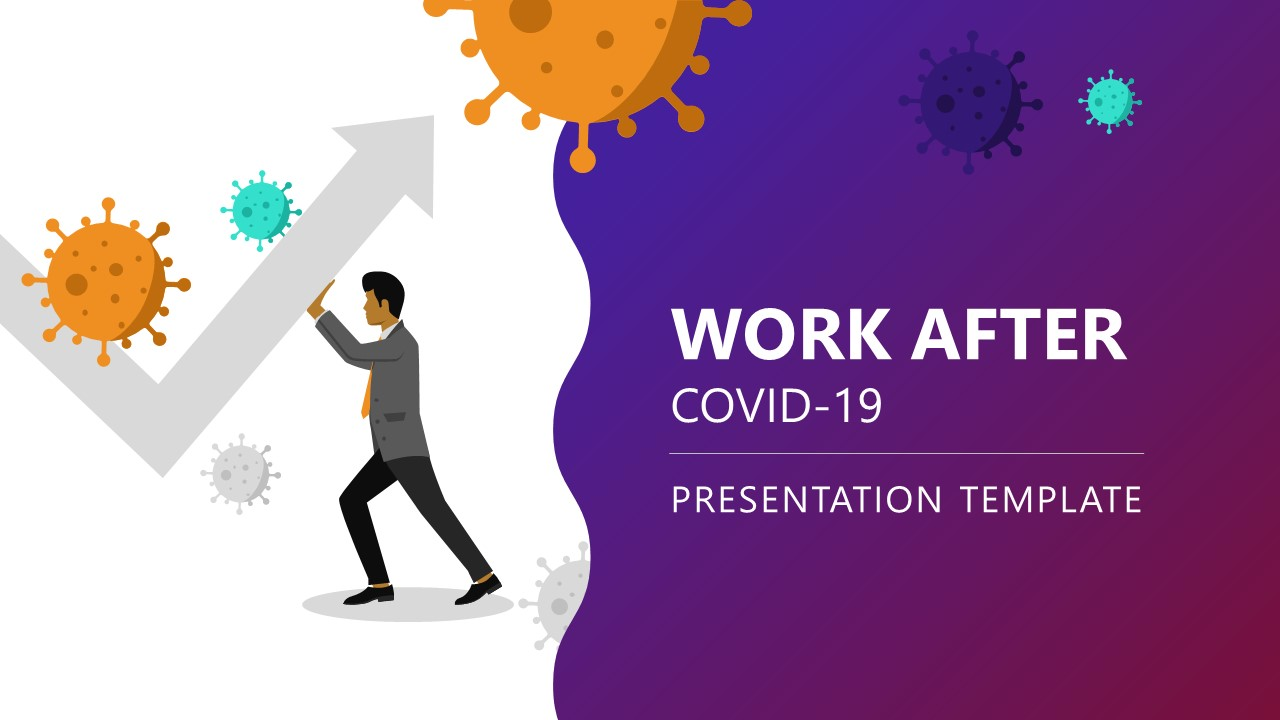 WORK AFTER
COVID-19
PRESENTATION TEMPLATE